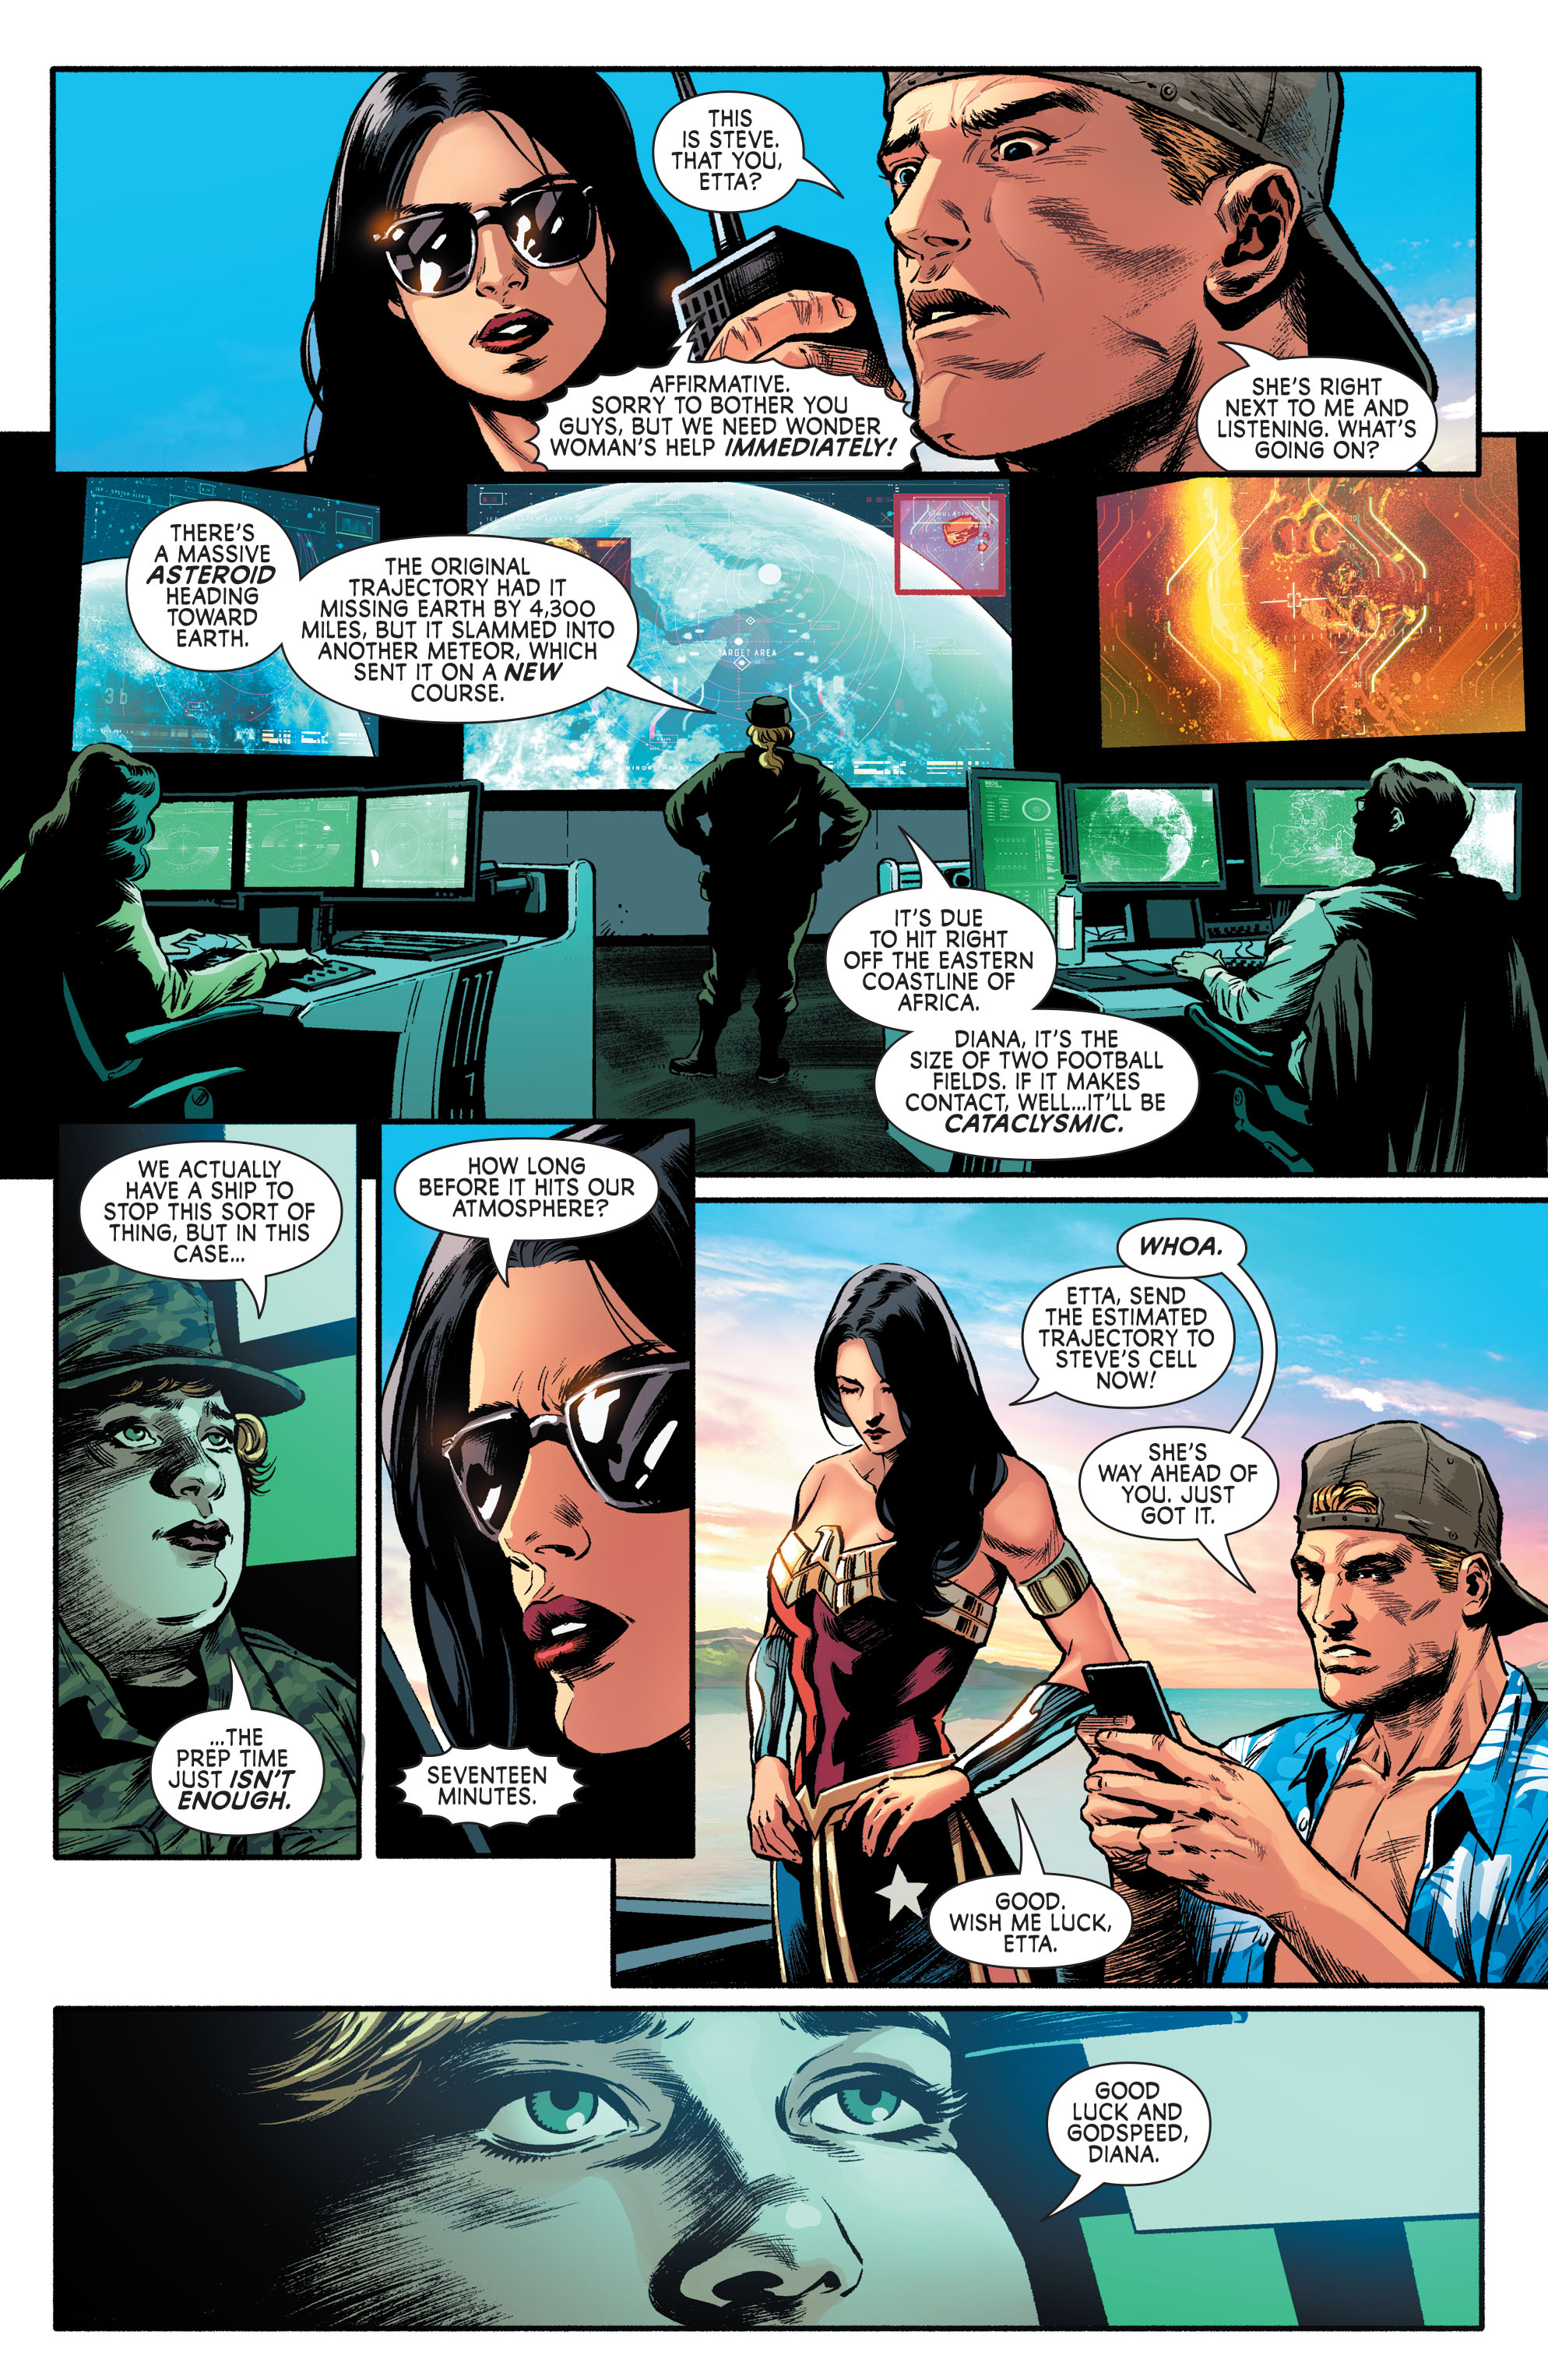 THIS
IS STEVE.
THAT YOU,
ETTA?
AFFIRMATIVE.
SORRY TO BOTHER YOU
GUYS, BUT WE NEED WONDER
WOMAN'S HELP IMMEDIATELY!
SHE'S RIGHT
NEXT TO ME AND
LISTENING. WHAT'S
GOING ON?
THERE'S
A MASSIVE
ASTEROID
HEADING
TOWARD
EARTH.
THE ORIGINAL
TRAJECTORY HAD IT
MISSING EARTH BY 4,300
MILES, BUT IT SLAMMED INTO
ANOTHER METEOR, WHICH
SENT IT ON A NEW
COURSE.
TARGET AREA
IT'S DUE
TO HIT RIGHT
OFF THE EASTERN
COASTLINE OF
AFRICA.
DIANA, IT'S THE
SIZE OF TWO FOOTBALL
FIELDS. IF IT MAKES
CONTACT, WELL...IT'LL BE
CATACLYSMIC.
WE ACTUALLY
HAVE A SHIP TO
STOP THIS SORT OF
THING, BUT IN THIS
CASE...
...THE
PREP TIME
JUST ISN'T
ENOUGH.
HOW LONG
BEFORE IT HITS OUR
ATMOSPHERE?
SEVENTEEN
MINUTES.
WHOA.
ETTA, SEND
THE ESTIMATED
TRAJECTORY TO
STEVE'S CELL
NOW!
SHE'S
WAY AHEAD OF
YOU. JUST
GOT IT.
GOOD.
WISH ME LUCK,
ETTA.
GOOD
LUCK AND
GODSPEED,
DIANA.